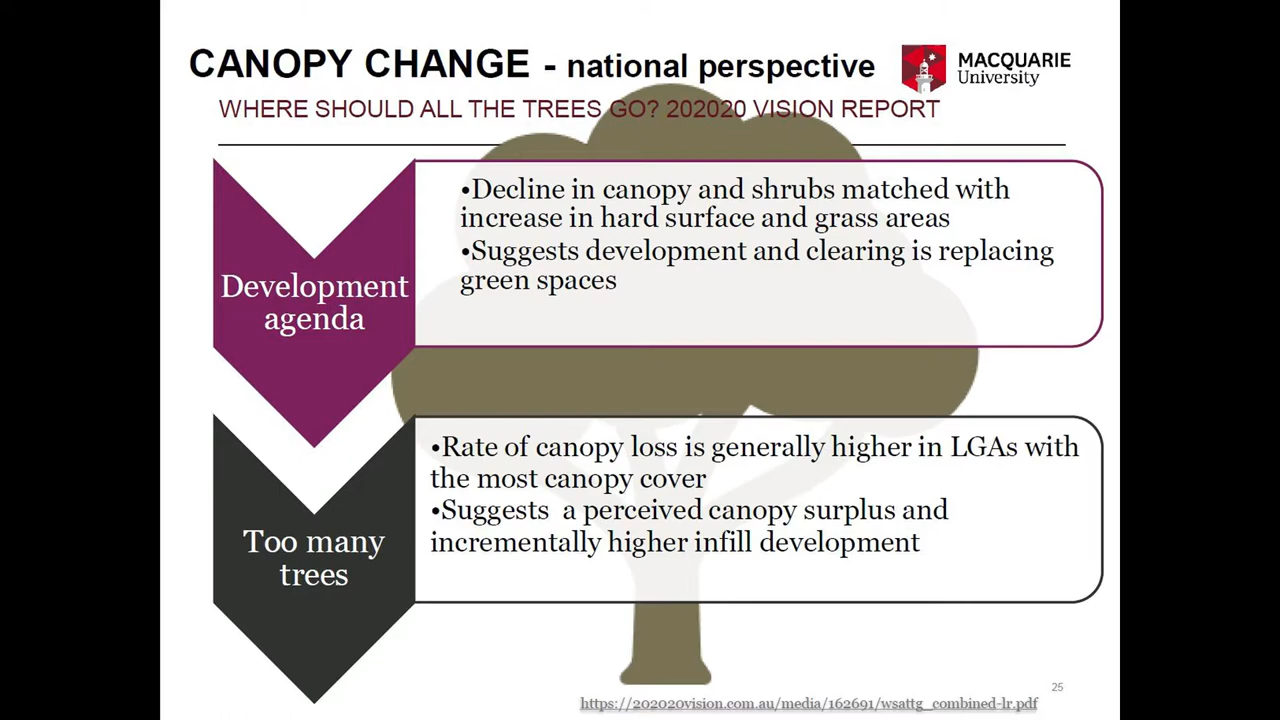 CANOPY CHANGE - national perspective
MACQUARIE
University
WHERE SHOULD ALL THE TREES GO? 202020 VISION REPORT
Development
agenda
•Decline in canopy and shrubs matched with
increase in hard surface and grass areas
•Suggests development and clearing is replacing
green spaces
Too many
trees
•Rate of canopy loss is generally higher in LGAs with
the most canopy cover
•Suggests a perceived canopy surplus and
incrementally higher infill development
25
https://202020vision.com.au/media/162691/wsattg_combined-lr.pdf